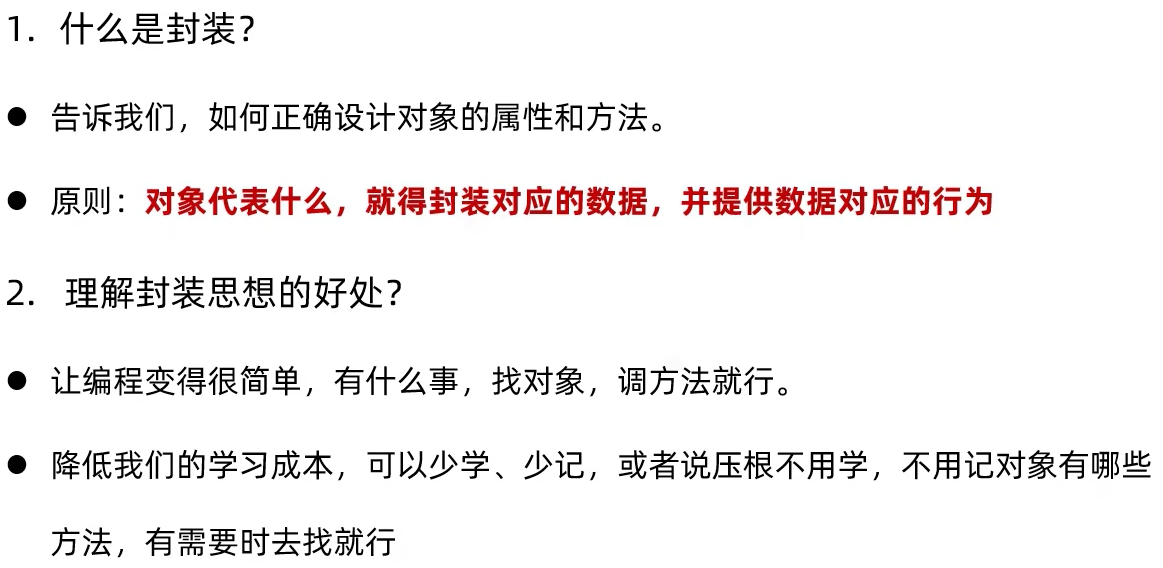 1. 什么是封装?
● 告诉我们，如何正确设计对象的属性和方法。
● 原则：对象代表什么，就得封装对应的数据，并提供数据对应的行为
2. 理解封装思想的好处?
● 让编程变得很简单，有什么事，找对象，调方法就行。
● 降低我们的学习成本，可以少学、少记，或者说压根不用学，不用记对象有哪些
方法，有需要时去找就行